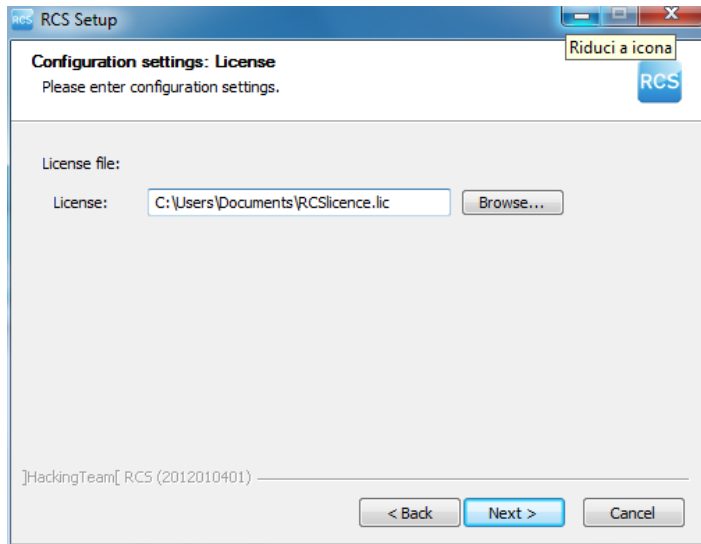 RCS RCS Setup
Riduci a icona
Configuration settings: License
Please enter configuration settings.
RCS
License file:
License: C:\Users\Documents\RCSlicence.lic Browse...
]HackingTeam[ RCS (2012010401)
< Back Next > Cancel